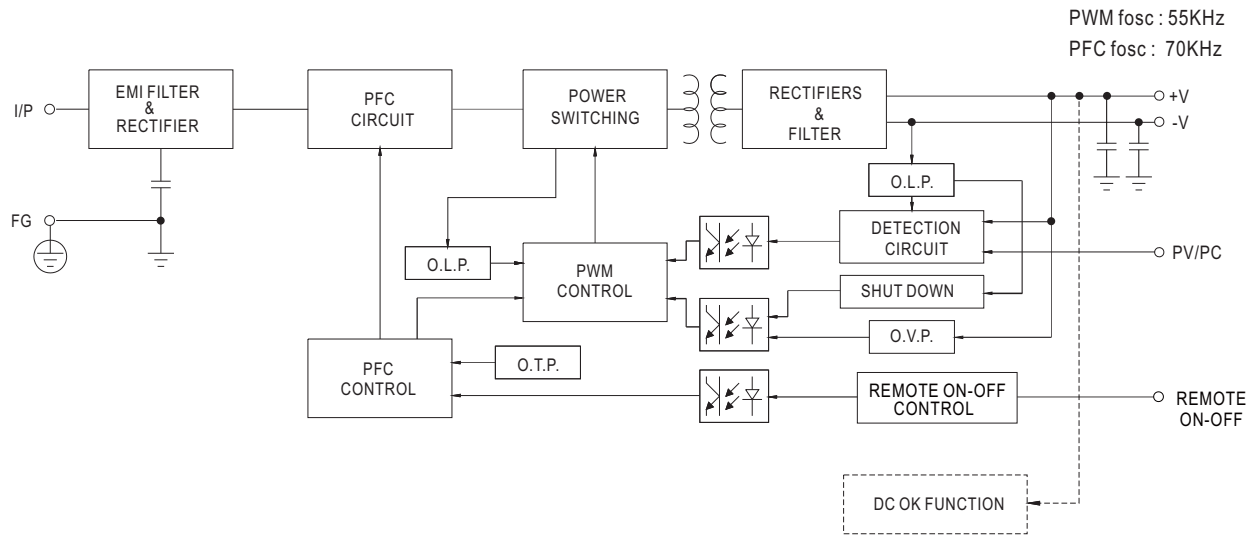 PWM fosc : 55KHz
PFC fosc : 70KHz
I/P
EMI FILTER
&
RECTIFIER
PFC
CIRCUIT
POWER
SWITCHING
RECTIFIERS
&
FILTER
+V
-V
FG
O.L.P.
O.L.P.
PWM
CONTROL
DETECTION
CIRCUIT
PV/PC
SHUT DOWN
O.V.P.
PFC
CONTROL
O.T.P.
REMOTE ON-OFF
CONTROL
REMOTE
ON-OFF
DC OK FUNCTION